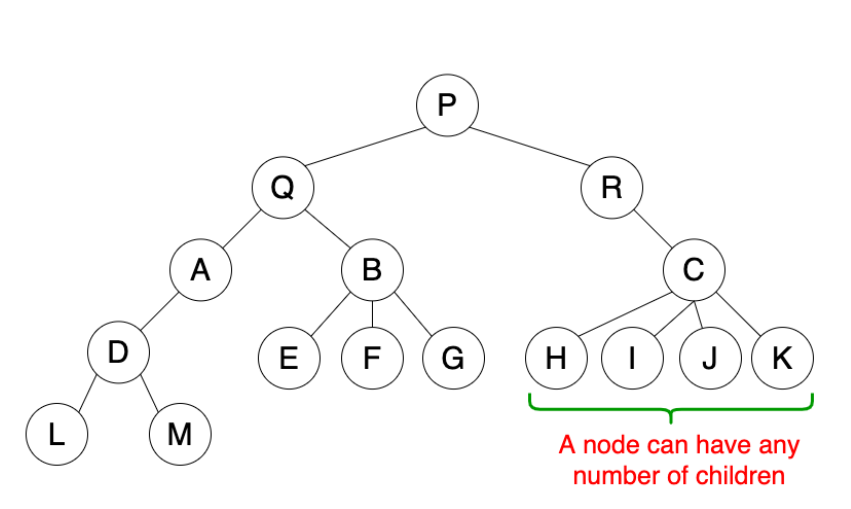 P
Q R
A B C
D E F G H I J K
L M
A node can have any
number of children